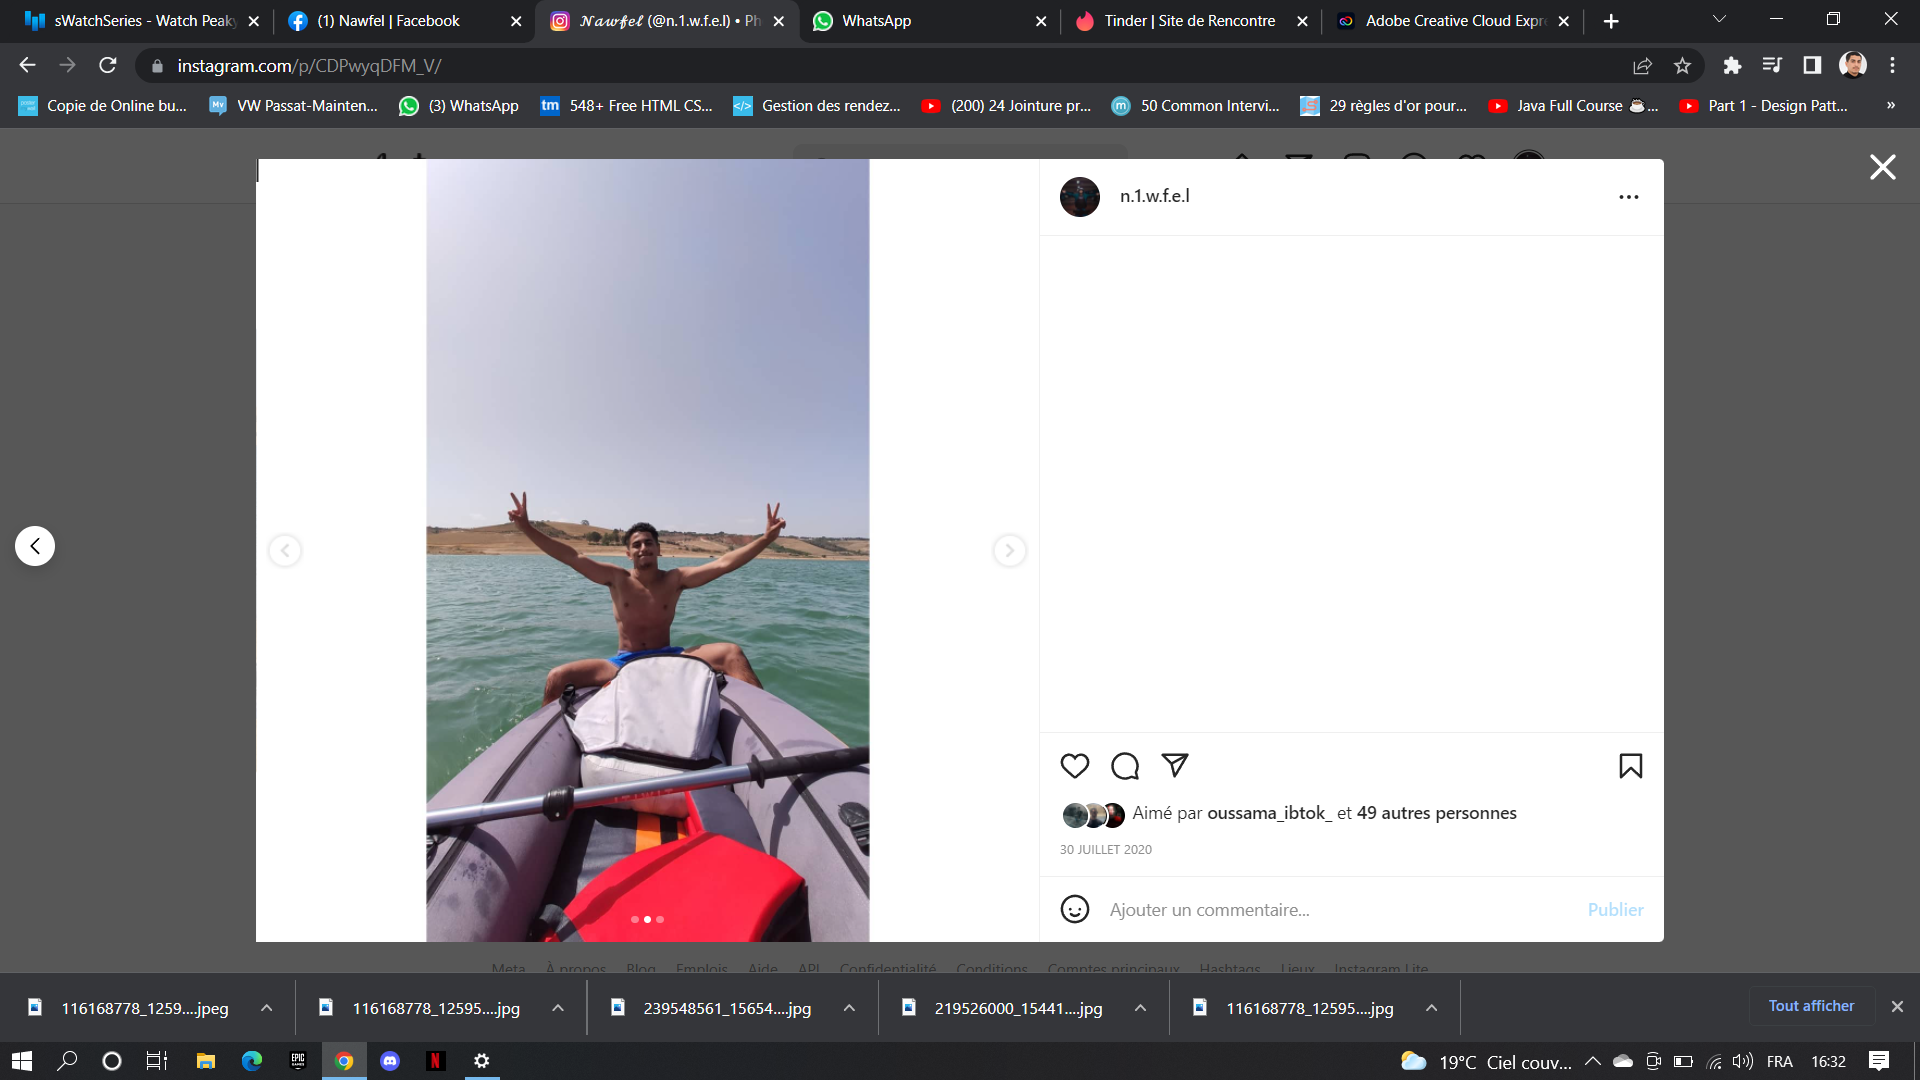 sWatchSeries - Watch Peaky
(1) Nawfel | Facebook
𝓝𝓪𝔀𝓯𝓮𝓵 (@n.1.w.f.e.l) • Ph
WhatsApp
Tinder | Site de Rencontre
Adobe Creative Cloud Expre
instagram.com/p/CDPwyqDFM_V/
Copie de Online bu...
VW Passat-Mainten...
(3) WhatsApp
548+ Free HTML CS...
Gestion des rendez...
(200) 24 Jointure pr...
50 Common Intervi...
29 règles d'or pour...
Java Full Course ☕...
Part 1 - Design Patt...
n.1.w.f.e.l
Aimé par oussama_ibtok_ et 49 autres personnes
30 JUILLET 2020
Ajouter un commentaire...
Publier
Meta À propos Blog Emplois Aide API Confidentialité Conditions Comptes principaux Hashtags Lieux Instagram Lite
116168778_1259....jpeg
116168778_12595....jpg
239548561_15654....jpg
219526000_15441....jpg
116168778_12595....jpg
Tout afficher
EPIC GAMES
19°C Ciel couv...
FRA
16:32